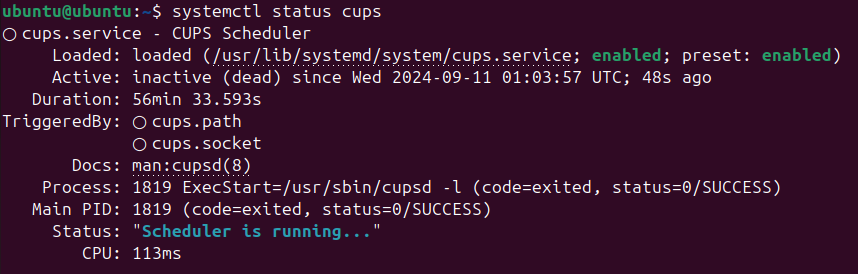 ubuntu@ubuntu:~$ systemctl status cups
○ cups.service - CUPS Scheduler
Loaded: loaded (/usr/lib/systemd/system/cups.service; enabled; preset: enabled)
Active: inactive (dead) since Wed 2024-09-11 01:03:57 UTC; 48s ago
Duration: 56min 33.593s
TriggeredBy: ○ cups.path
○ cups.socket
Docs: man:cupsd(8)
Process: 1819 ExecStart=/usr/sbin/cupsd -l (code=exited, status=0/SUCCESS)
Main PID: 1819 (code=exited, status=0/SUCCESS)
Status: "Scheduler is running..."
CPU: 113ms